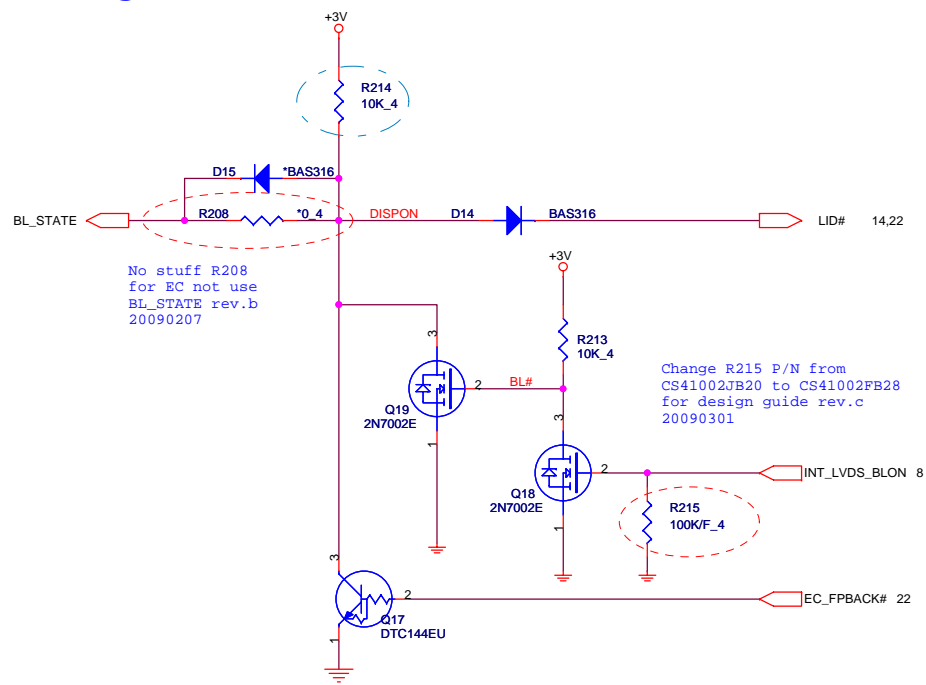 +3V
R214
10K_4
D15
*BAS316
BL_STATE
R208
*0_4
DISPON
D14
BAS316
LID#
14,22
No stuff R208
for EC not use
BL_STATE rev.b
20090207
+3V
R213
10K_4
3
2
BL#
Q19
2N7002E
1
Change R215 P/N from
CS41002JB20 to CS41002FB28
for design guide rev.c
20090301
3
2
INT_LVDS_BLON 8
Q18
2N7002E
1
R215
100K/F_4
3
2
EC_FPBACK# 22
Q17
DTC144EU
1